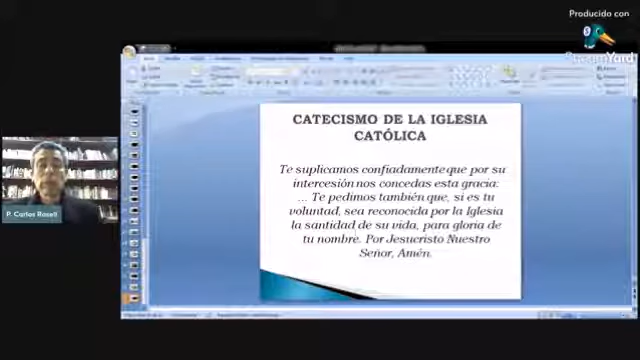 Producido con
StreamYard
CATECISMO DE LA IGLESIA
CATÓLICA
Te suplicamos confiadamente que por su
intercesión nos concedas esta gracia:
... Te pedimos también que, si es tu
voluntad, sea reconocida por la Iglesia
la santidad de su vida, para gloria de
tu nombre. Por Jesucristo Nuestro
Señor, Amén.
P. Carlos Rosell